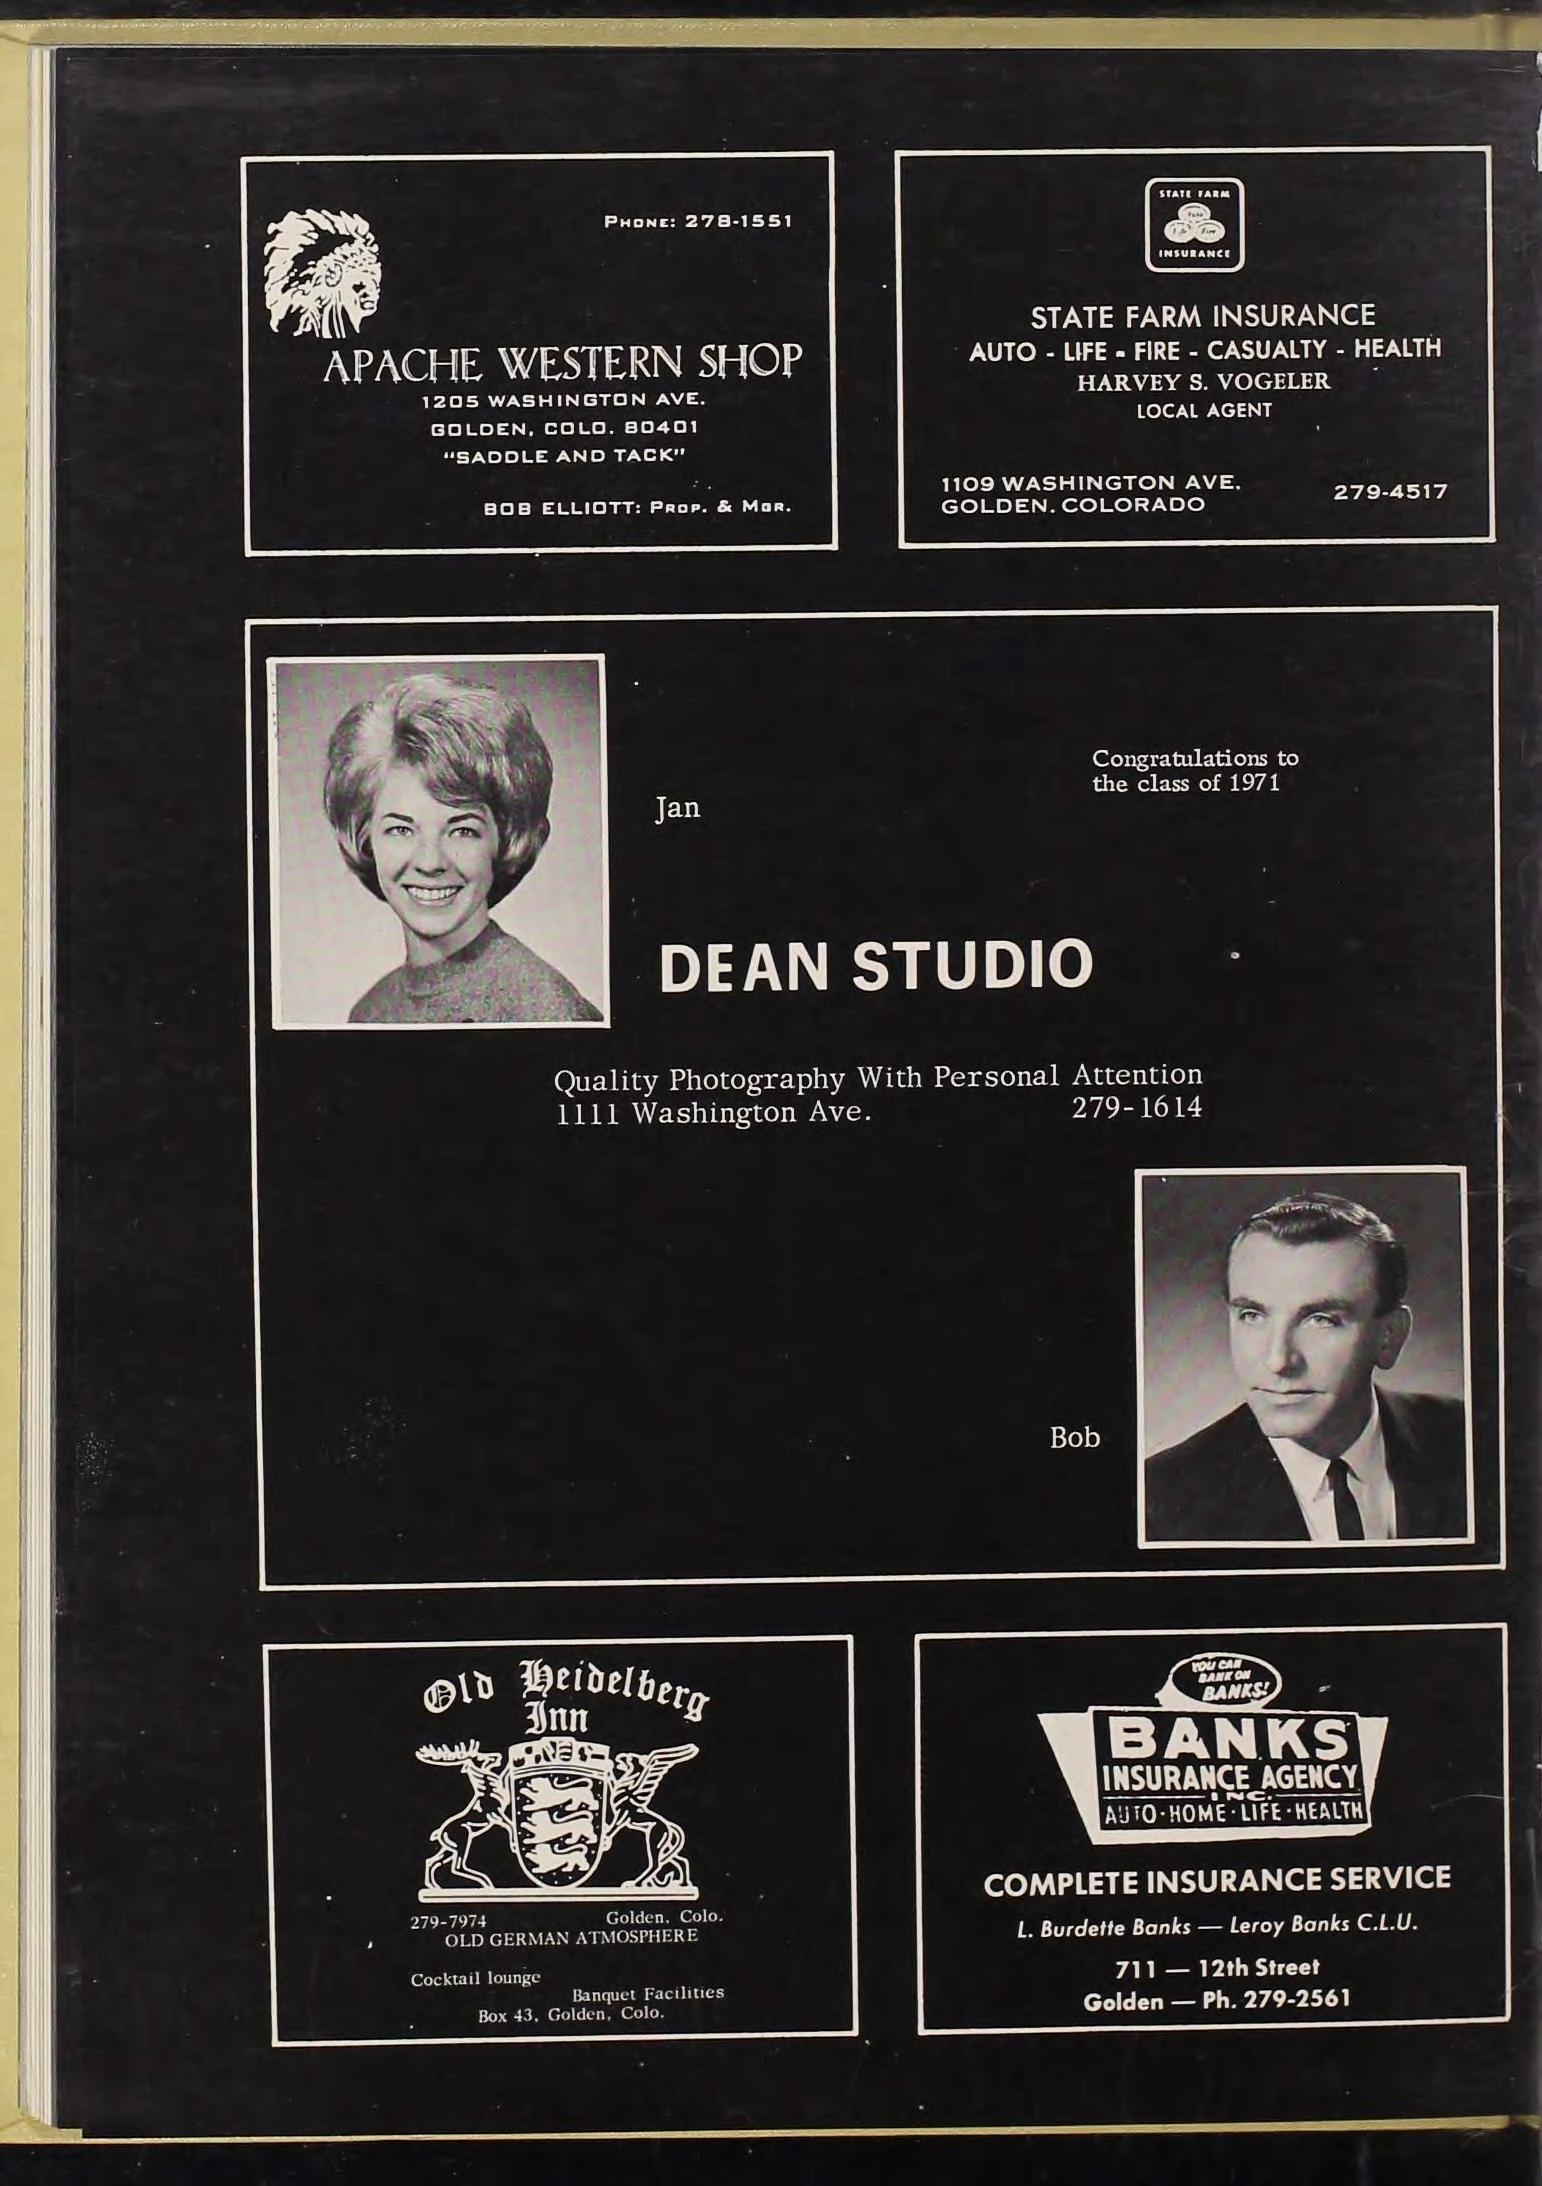 PHONE: 278-1551
APACHE WESTERN SHOP
1205 WASHINGTON AVE.
GOLDEN, COLO. 80401
"SADDLE AND TACK"
BOB ELLIOTT: PROP. & MGR.
STATE FARM
Auto
Life Fire
INSURANCE
STATE FARM INSURANCE
AUTO - LIFE - FIRE - CASUALTY - HEALTH
HARVEY S. VOGELER
LOCAL AGENT
1109 WASHINGTON AVE.
GOLDEN. COLORADO
279-4517
Jan
Congratulations to
the class of 1971
DEAN STUDIO
Quality Photography With Personal Attention
1111 Washington Ave. 279-1614
Bob
Old Heidelberg
Inn
279-7974 Golden, Colo.
OLD GERMAN ATMOSPHERE
Cocktail lounge
Banquet Facilities
Box 43, Golden, Colo.
YOU CAN
BANK ON
BANKS!
BANKS
INSURANCE AGENCY
INC.
AUTO · HOME · LIFE · HEALTH
COMPLETE INSURANCE SERVICE
L. Burdette Banks — Leroy Banks C.L.U.
711 — 12th Street
Golden — Ph. 279-2561